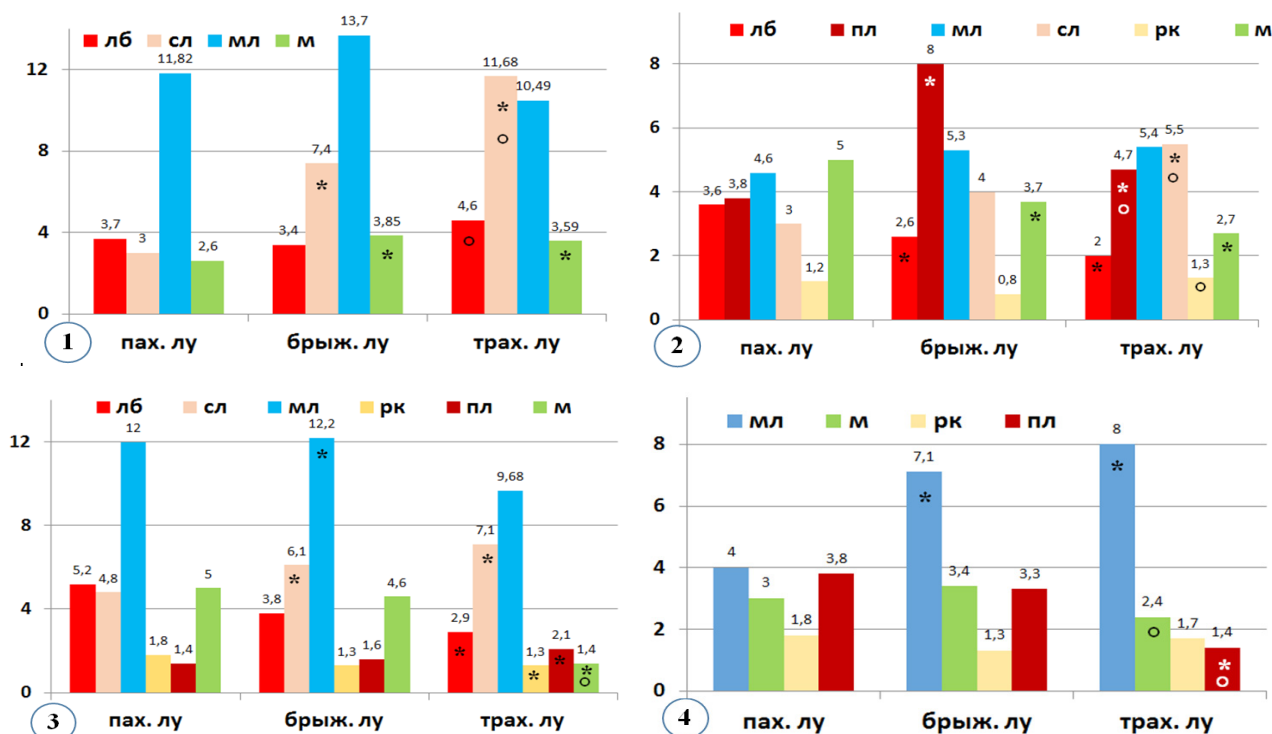 лб сл мл м
12
8
4
0
3,7 3 11,82 2,6
3,4 7,4 * 13,7 3,85 *
4,6 о 11,68 * о 10,49 3,59 *
пах. лу брыж. лу трах. лу
1
лб пл мл сл рк м
8
6
4
2
0
3,6 3,8 4,6 3 1,2 5
2,6 * 8 * 5,3 4 0,8 3,7 *
2 * 4,7 * о 5,4 5,5 * о 1,3 о 2,7 *
пах. лу брыж. лу трах. лу
2
лб сл мл рк пл м
12
8
4
0
5,2 4,8 12 1,8 1,4 5
3,8 6,1 * 12,2 * 1,3 1,6 4,6
2,9 * 7,1 * 9,68 1,3 * 2,1 * 1,4 * о
пах. лу брыж. лу трах. лу
3
мл м рк пл
8
6
4
2
0
4 3 1,8 3,8
7,1 * 3,4 1,3 3,3
8 * 2,4 о 1,7 1,4 * о
пах. лу брыж. лу трах. лу
4